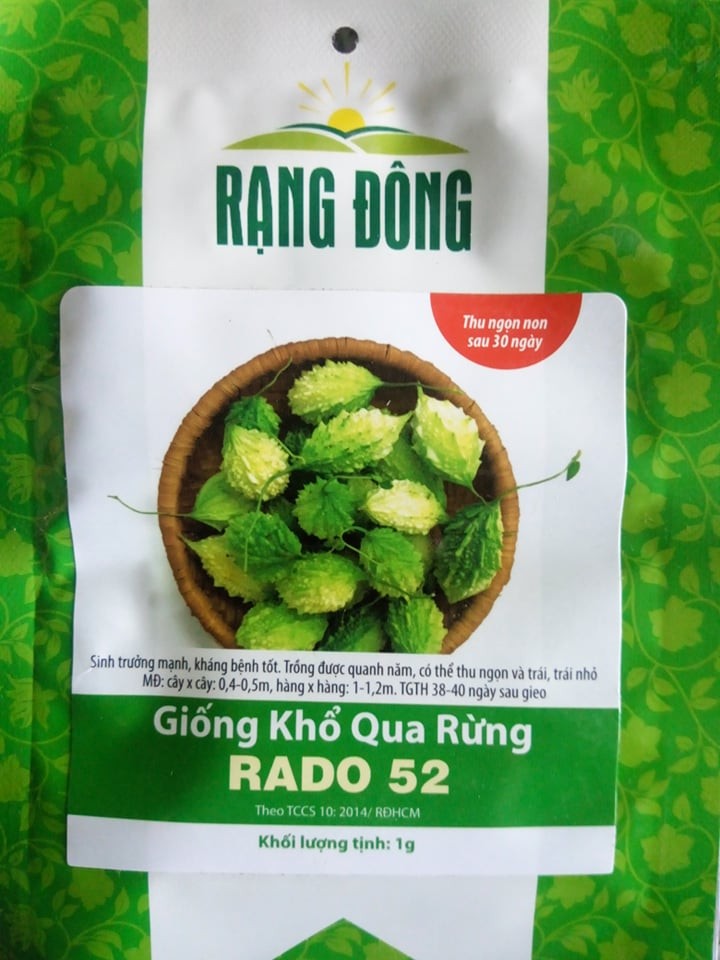 RẠNG ĐÔNG
Thu ngọn non
sau 30 ngày
Sinh trưởng mạnh, kháng bệnh tốt. Trồng được quanh năm, có thể thu ngọn và trái, trái nhỏ
MĐ: cây x cây: 0,4-0,5m, hàng x hàng: 1-1,2m. TGTH 38-40 ngày sau gieo
Giống Khổ Qua Rừng
RADO 52
Theo TCCS 10: 2014/ RĐHCM
Khối lượng tịnh: 1g